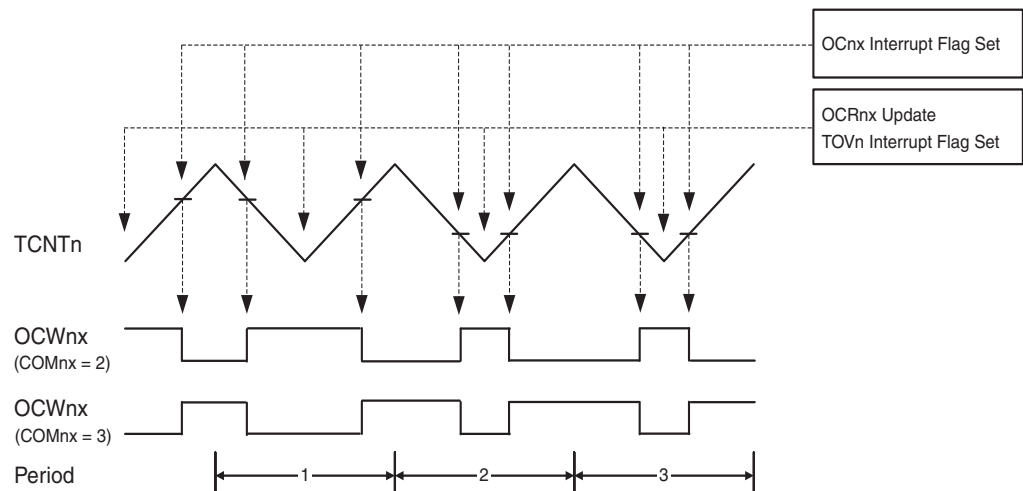 OCnx Interrupt Flag Set
OCRnx Update
TOVn Interrupt Flag Set
TCNTn
OCWnx
(COMnx = 2)
OCWnx
(COMnx = 3)
Period
1
2
3